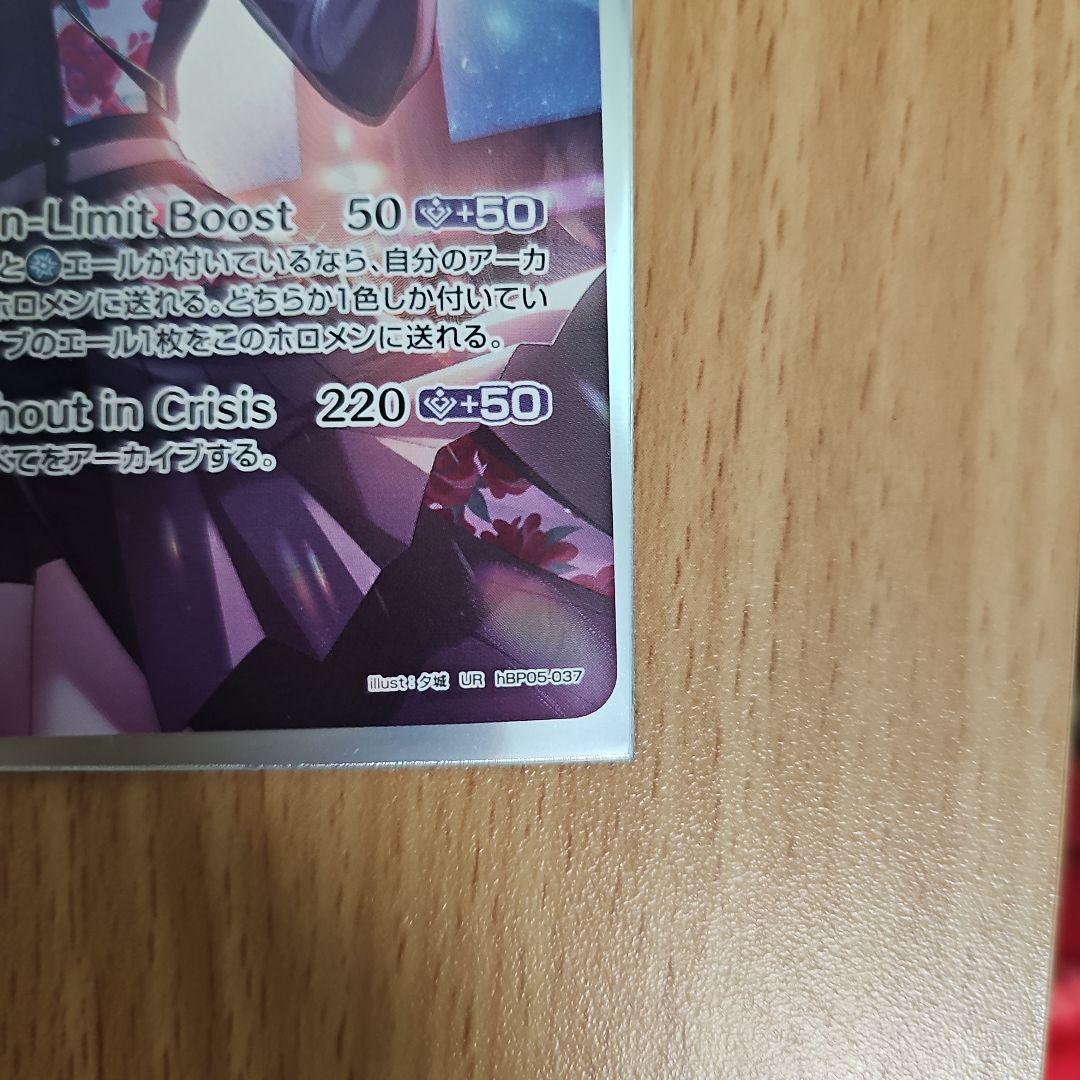 n-Limit Boost 50 +50
とエールが付いているなら、自分のアーカ
ホロメンに送れる。どちらか1色しか付いてい
ブのエール1枚をこのホロメンに送れる。
hout in Crisis 220 +50
べてをアーカイブする。
illust:夕城 UR hBP05-037